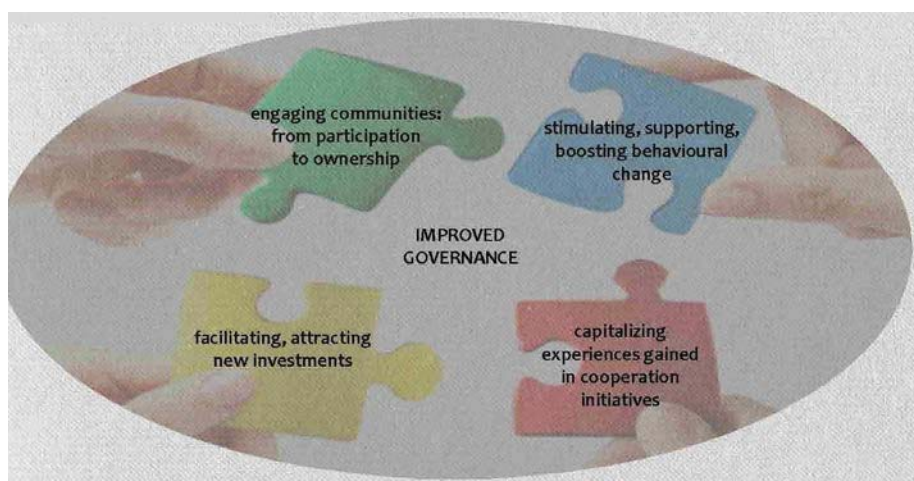 engaging communities:
from participation
to ownership
stimulating, supporting,
boosting behavioural
change
IMPROVED
GOVERNANCE
facilitating, attracting
new investments
capitalizing
experiences gained
in cooperation
initiatives